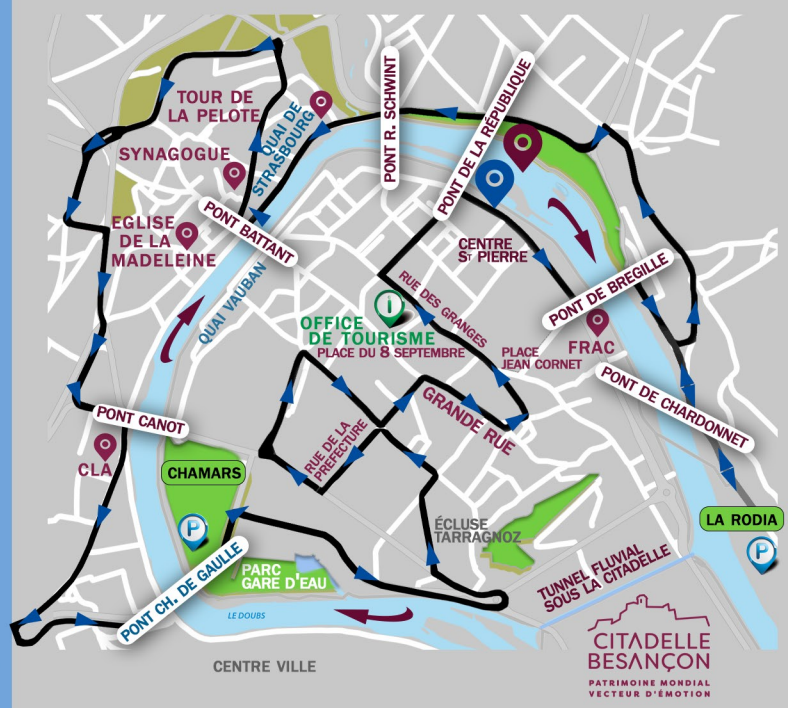 TOUR DE
LA PELOTE
QUAI DE
STRASBOURG
PONT R. SCHWINT
PONT DE LA RÉPUBLIQUE
SYNAGOGUE
PONT BATTANT
EGLISE
DE LA
MADELEINE
QUAI VAUBAN
CENTRE
ST PIERRE
PONT DE BREGILLE
RUE DES GRANGES
i
OFFICE
DE TOURISME
PLACE DU 8 SEPTEMBRE
PLACE
JEAN CORNET
FRAC
PONT DE CHARDONNET
GRANDE RUE
RUE DE LA
PREFECTURE
PONT CANOT
CLA
CHAMARS
P
LA RODIA
P
ÉCLUSE
TARRAGNOZ
PONT CH. DE GAULLE
PARC
GARE D'EAU
TUNNEL FLUVIAL
SOUS LA CITADELLE
LE DOUBS
CENTRE VILLE
CITADELLE
BESANÇON
PATRIMOINE MONDIAL
VECTEUR D'ÉMOTION